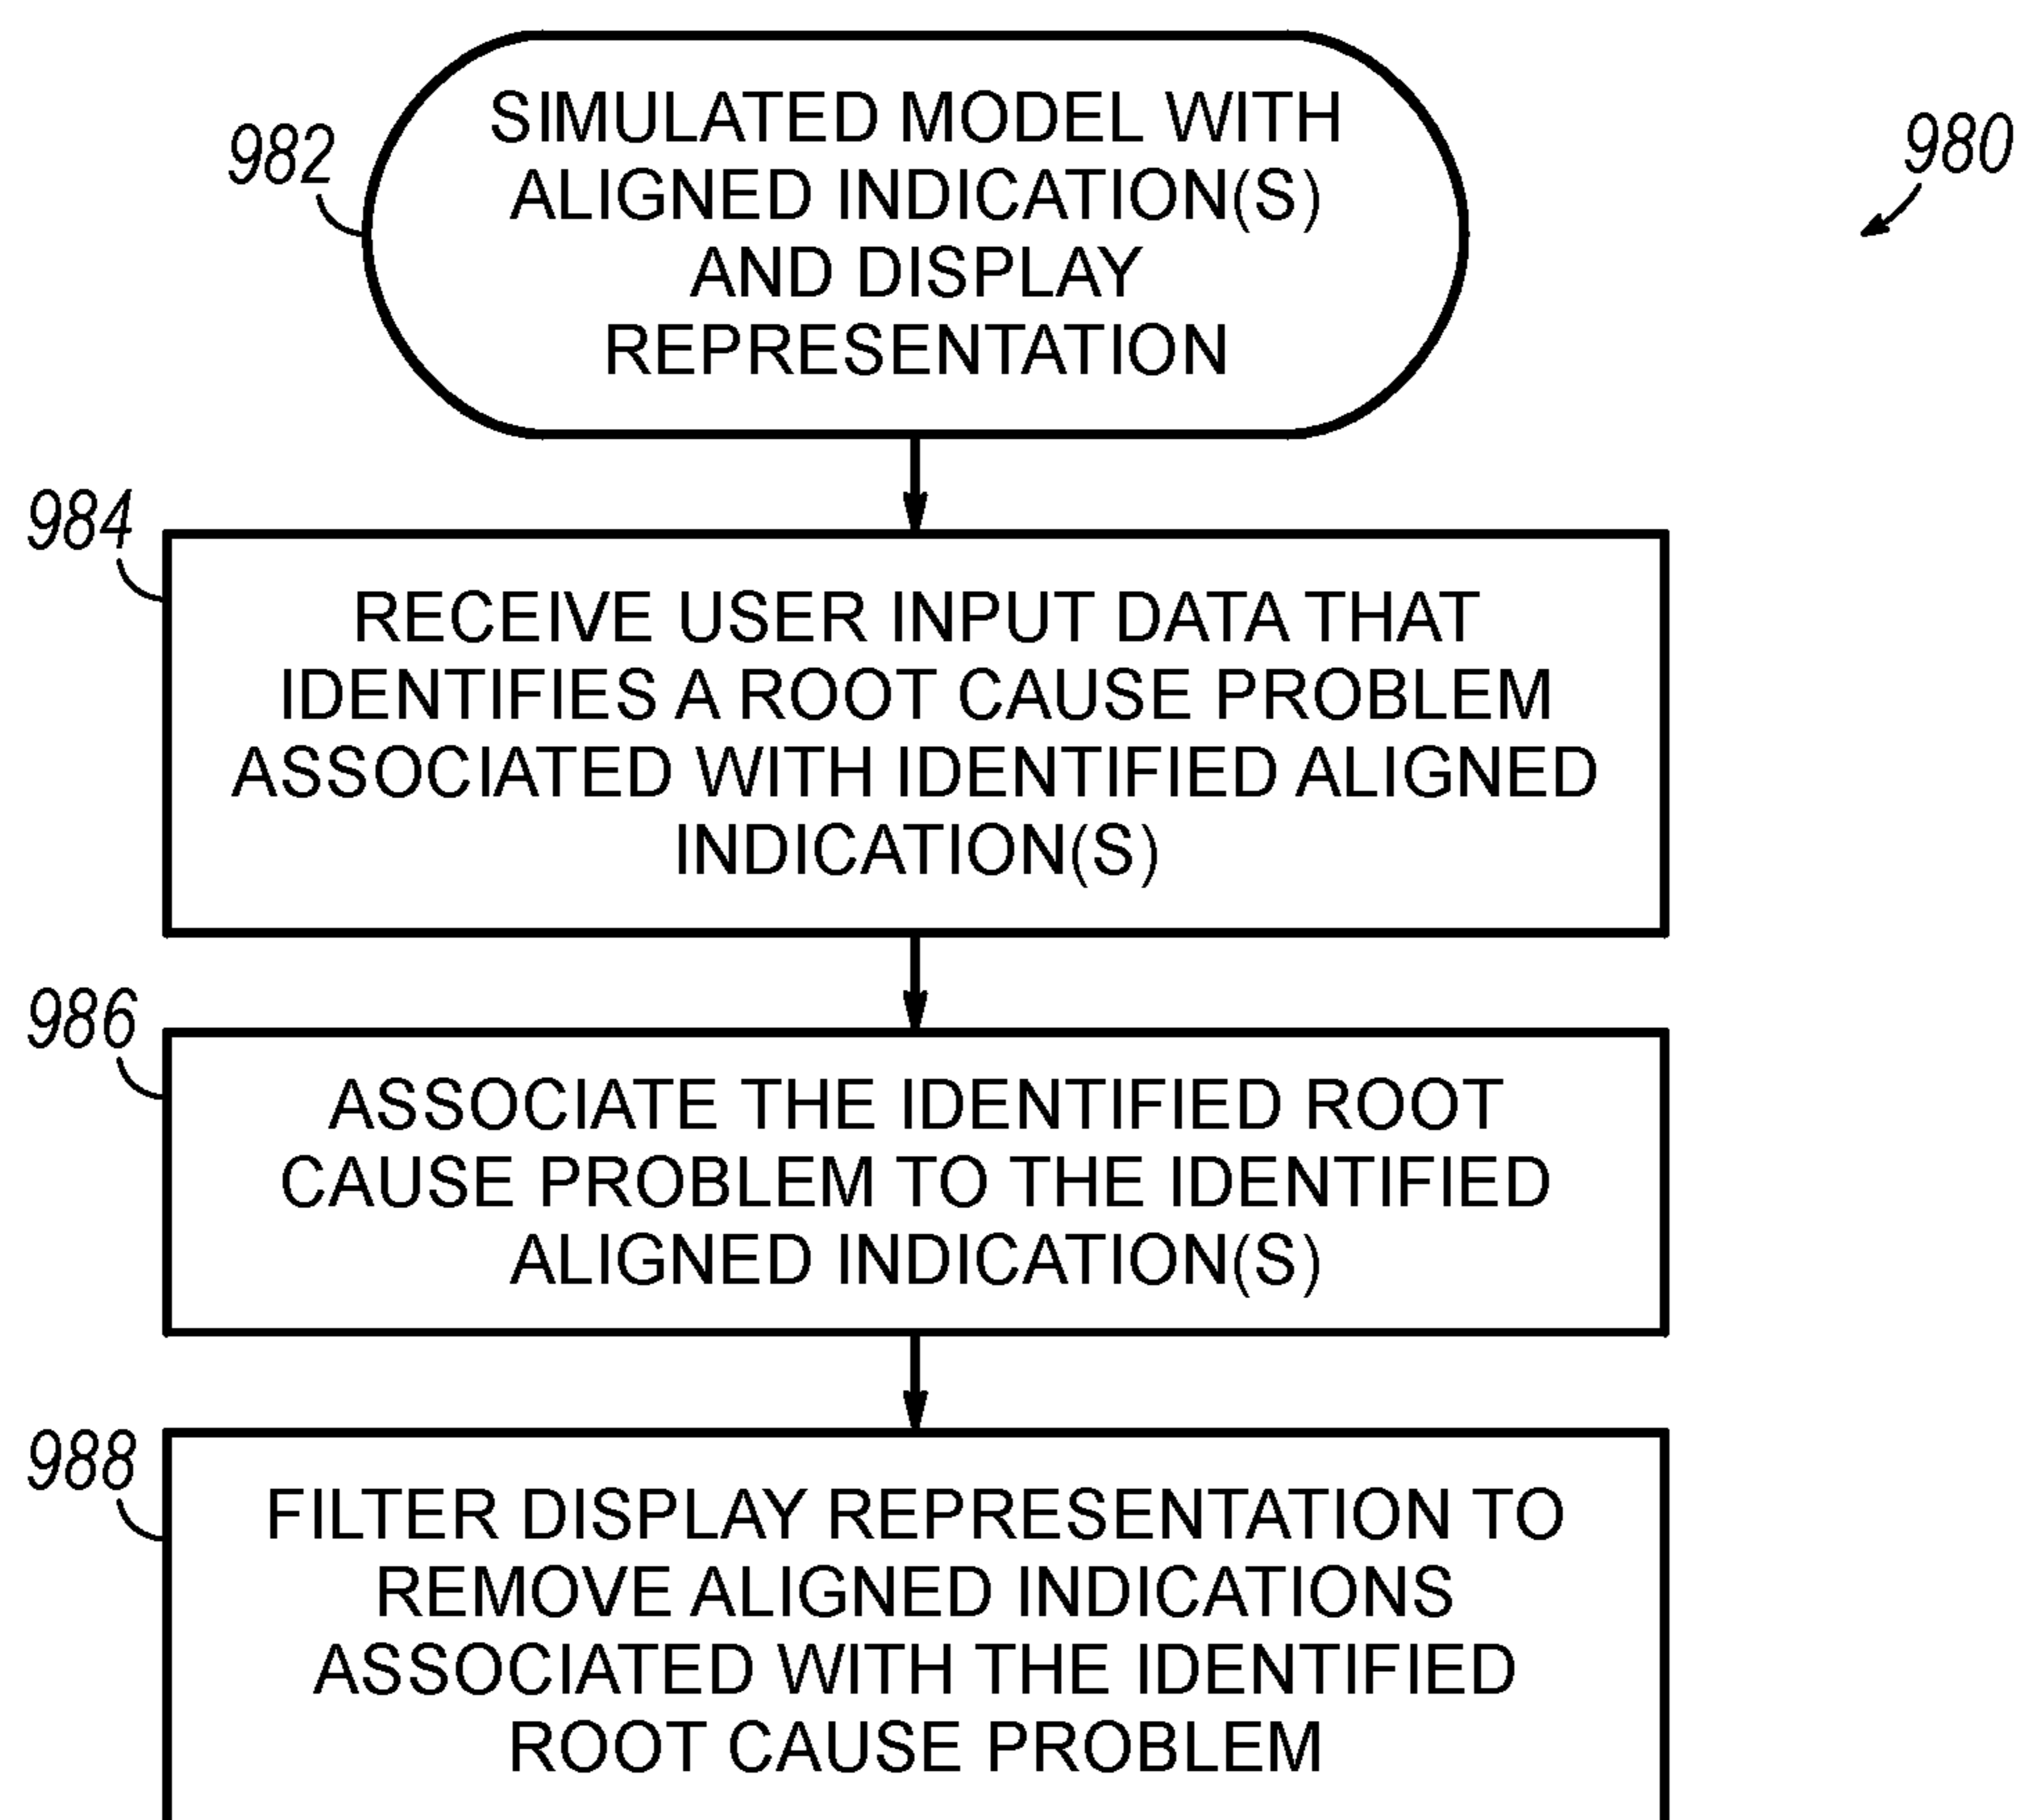 982
SIMULATED MODEL WITH
ALIGNED INDICATION(S)
AND DISPLAY
REPRESENTATION
980
984
RECEIVE USER INPUT DATA THAT
IDENTIFIES A ROOT CAUSE PROBLEM
ASSOCIATED WITH IDENTIFIED ALIGNED
INDICATION(S)
986
ASSOCIATE THE IDENTIFIED ROOT
CAUSE PROBLEM TO THE IDENTIFIED
ALIGNED INDICATION(S)
988
FILTER DISPLAY REPRESENTATION TO
REMOVE ALIGNED INDICATIONS
ASSOCIATED WITH THE IDENTIFIED
ROOT CAUSE PROBLEM